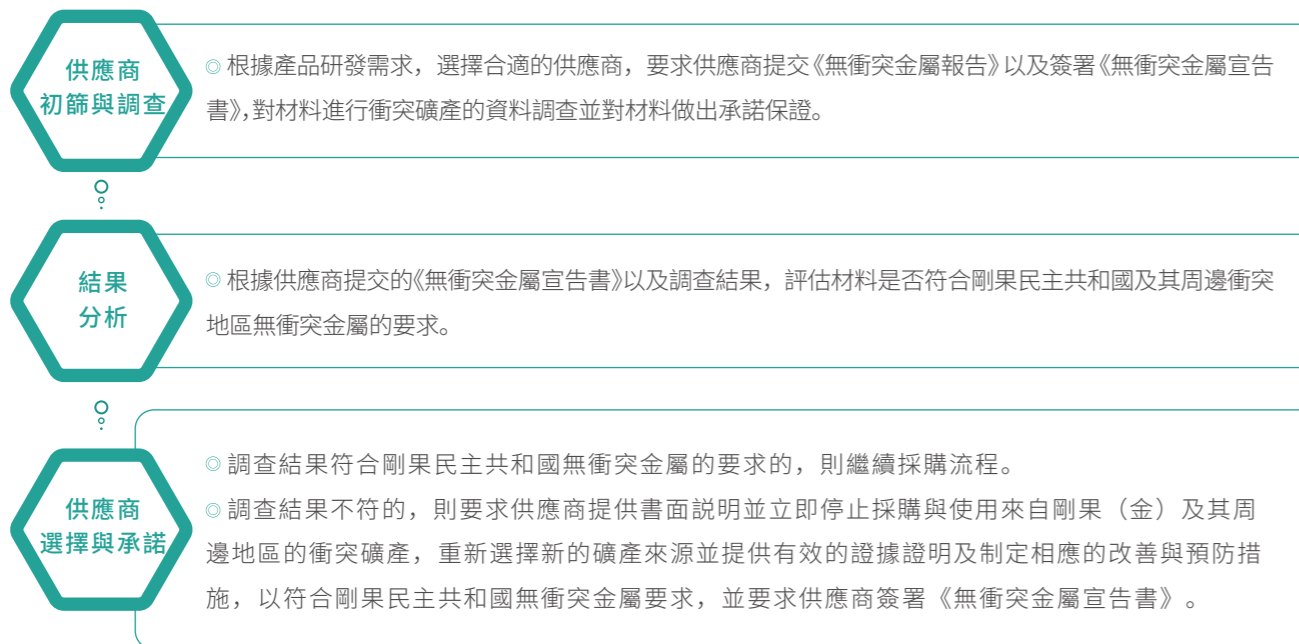 供應商
初篩與調查
◎ 根據產品研發需求，選擇合適的供應商，要求供應商提交《無衝突金屬報告》以及簽署《無衝突金屬宣告
書》，對材料進行衝突礦產的資料調查並對材料做出承諾保證。
結果
分析
◎ 根據供應商提交的《無衝突金屬宣告書》以及調查結果，評估材料是否符合剛果民主共和國及其周邊衝突
地區無衝突金屬的要求。
供應商
選擇與承諾
◎ 調查結果符合剛果民主共和國無衝突金屬的要求的，則繼續採購流程。
◎ 調查結果不符的，則要求供應商提供書面説明並立即停止採購與使用來自剛果（金）及其周
邊地區的衝突礦產，重新選擇新的礦產來源並提供有效的證據證明及制定相應的改善與預防措
施，以符合剛果民主共和國無衝突金屬要求，並要求供應商簽署《無衝突金屬宣告書》。